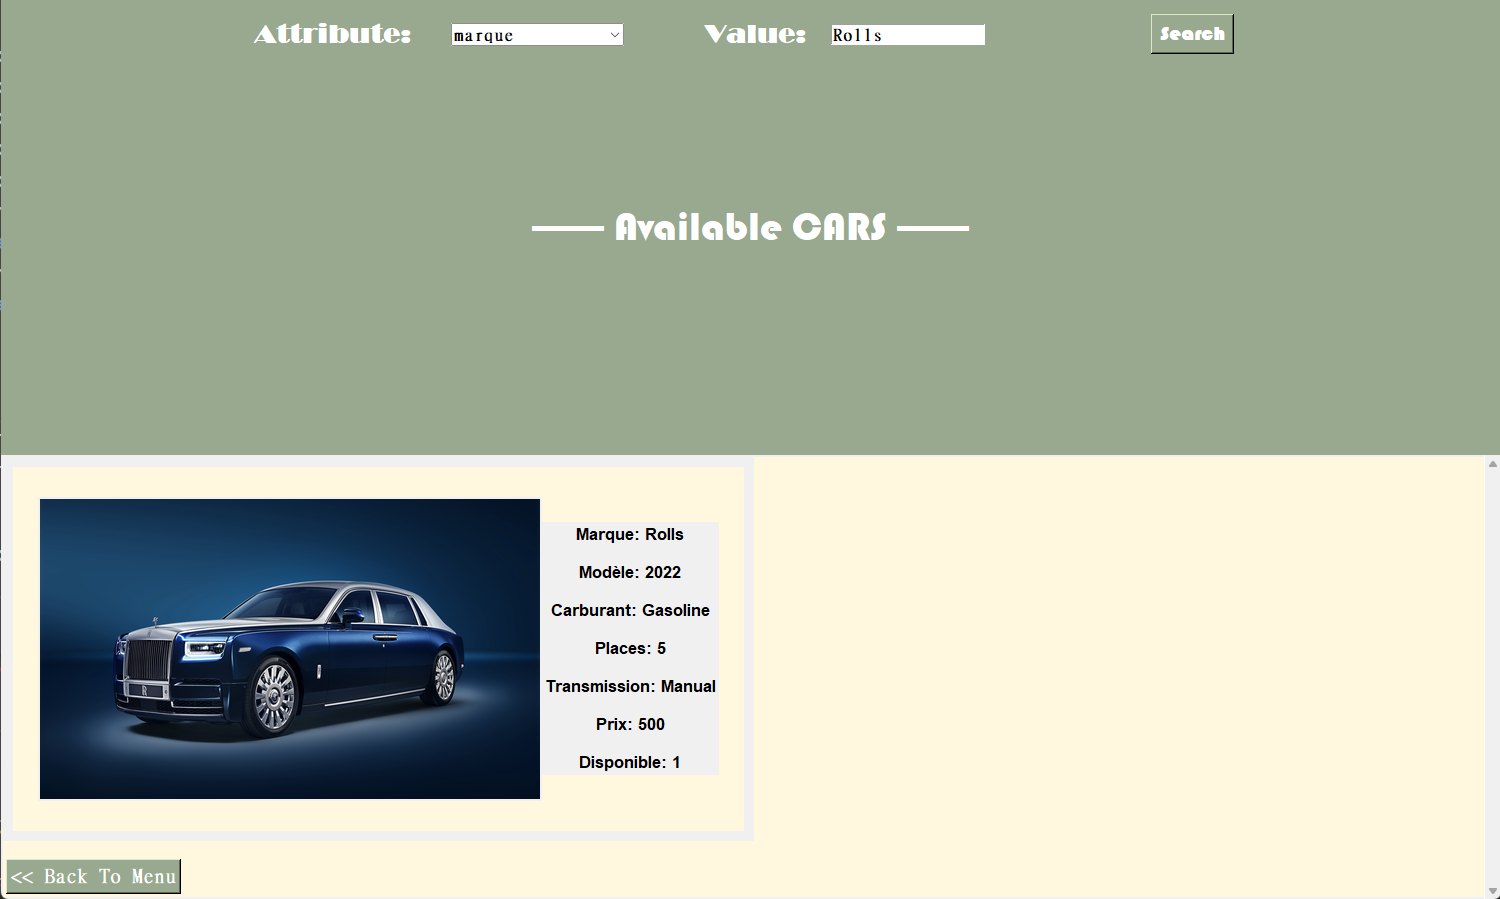 Attribute: marque Value: Rolls Search
Available CARS
Marque: Rolls
Modèle: 2022
Carburant: Gasoline
Places: 5
Transmission: Manual
Prix: 500
Disponible: 1
<< Back To Menu